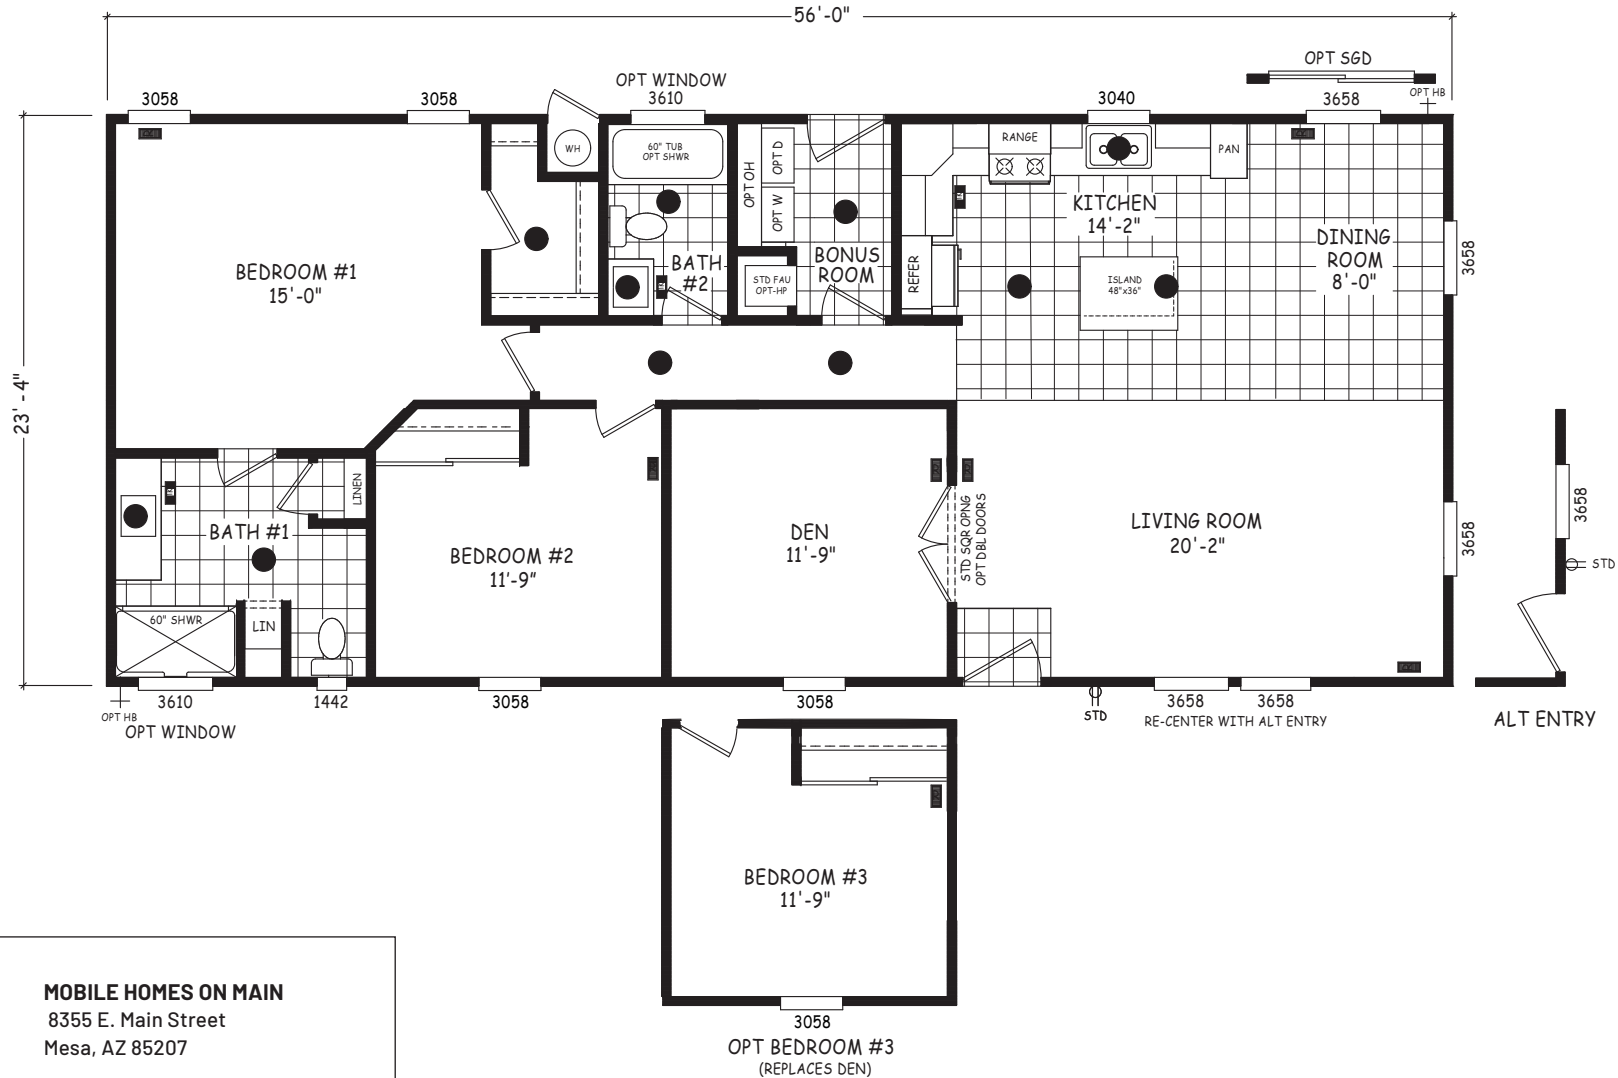 56'-0"
OPT SGD
OPT WINDOW
3058
3058
3610
3040
3658
OPT HB
WH
60" TUB
OPT SHWR
OPT OH
OPT D
OPT W
RANGE
PAN
KITCHEN
14'-2"
DINING
ROOM
8'-0"
3658
BEDROOM #1
15'-0"
BATH
#2
BONUS
ROOM
STD FAU
OPT-HP
REFER
ISLAND
48"x36"
23' - 4"
LINEN
BATH #1
BEDROOM #2
11'-9"
DEN
11'-9"
STD SQR OPNG
OPT DBL DOORS
LIVING ROOM
20'-2"
3658
3658
STD
60" SHWR
LIN
OPT HB
3610
OPT WINDOW
1442
3058
3058
STD
3658
3658
RE-CENTER WITH ALT ENTRY
ALT ENTRY
BEDROOM #3
11'-9"
3058
OPT BEDROOM #3
(REPLACES DEN)
MOBILE HOMES ON MAIN
8355 E. Main Street
Mesa, AZ 85207